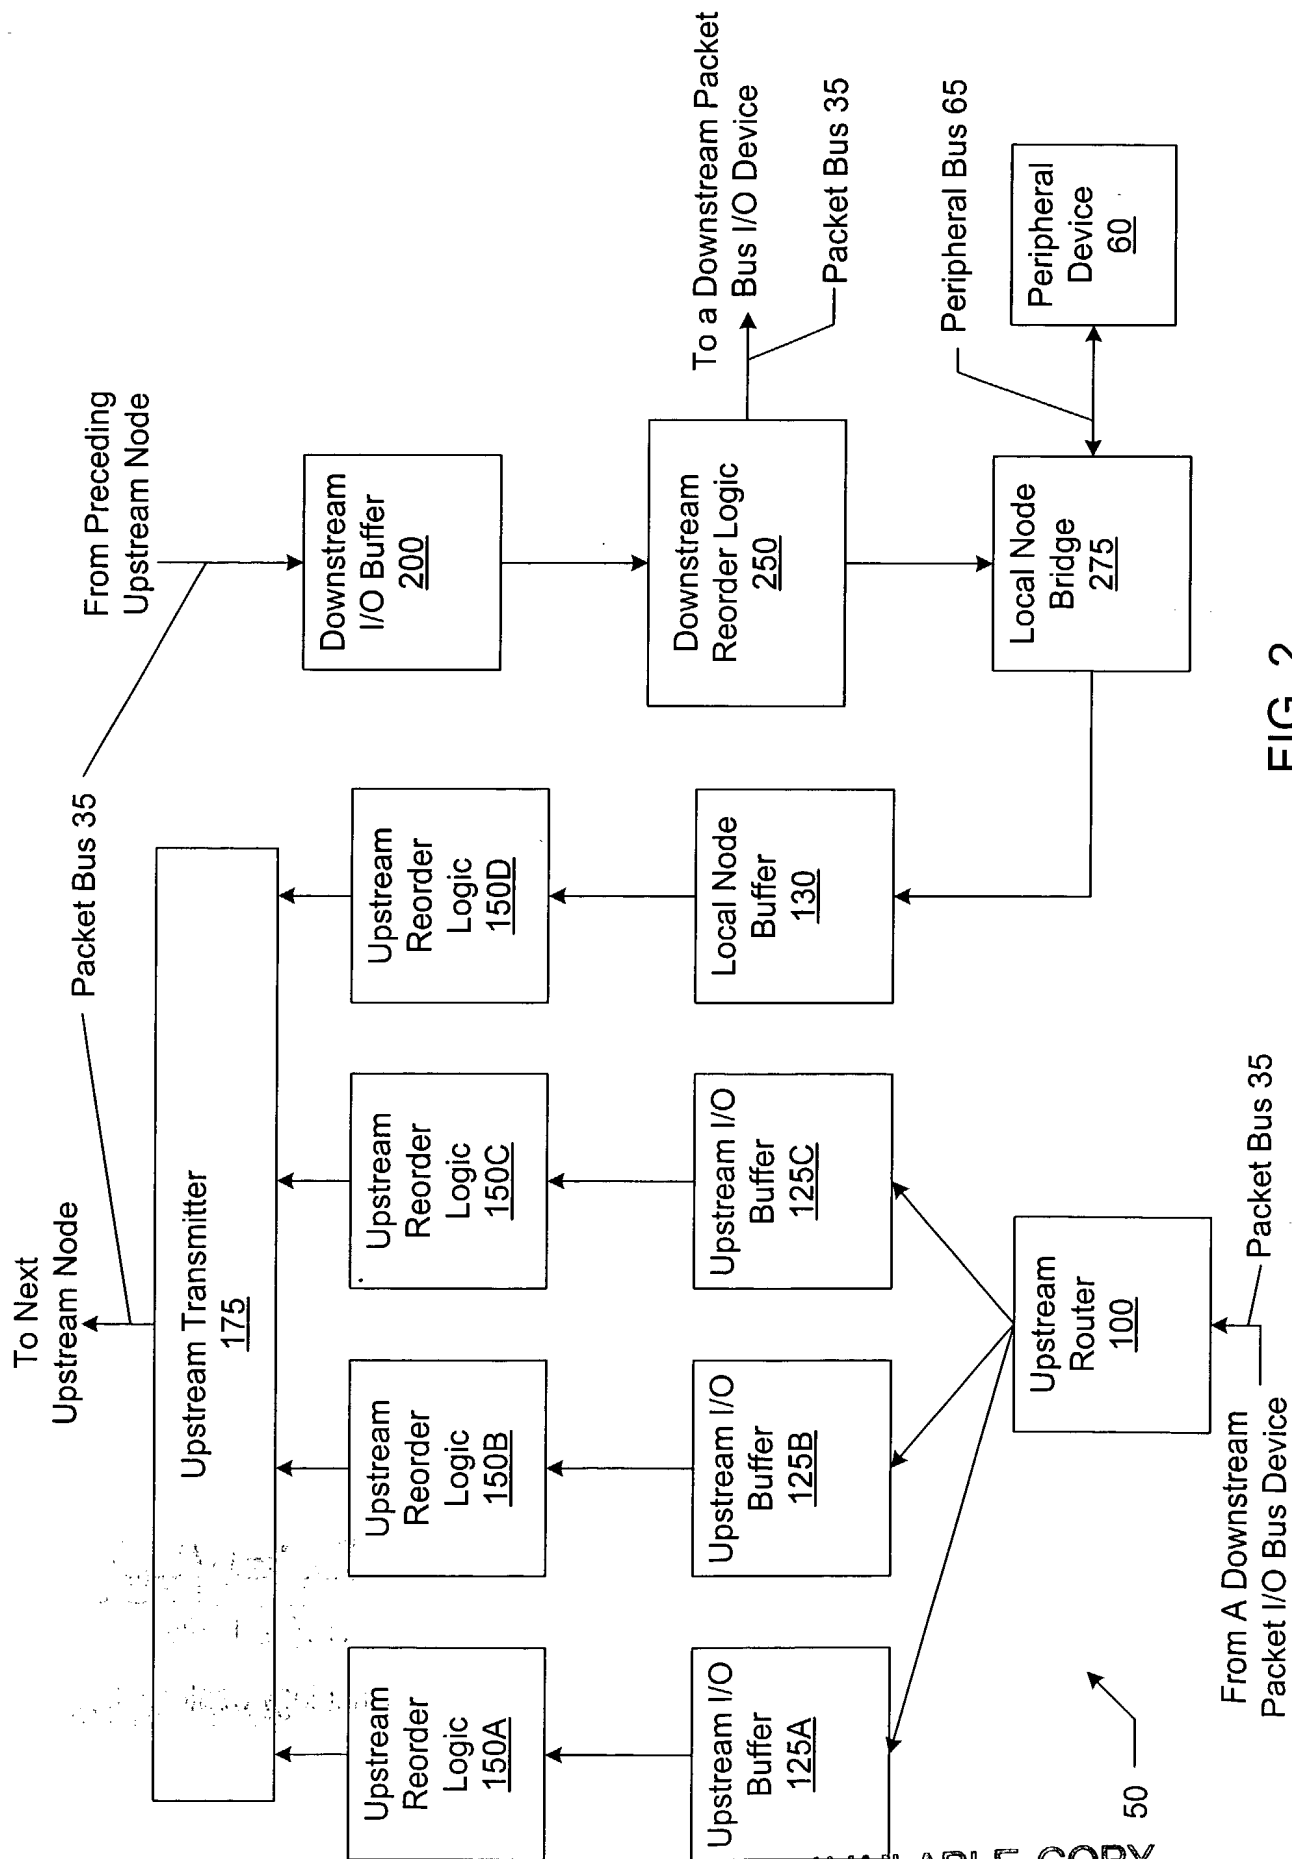 To Next
Upstream Node
Packet Bus 35
From Preceding
Upstream Node
Upstream Transmitter
175
Upstream
Reorder
Logic
150A
Upstream
Reorder
Logic
150B
Upstream
Reorder
Logic
150C
Upstream
Reorder
Logic
150D
Downstream
I/O Buffer
200
Upstream I/O
Buffer
125A
Upstream I/O
Buffer
125B
Upstream I/O
Buffer
125C
Local Node
Buffer
130
Downstream
Reorder Logic
250
To a Downstream Packet
Bus I/O Device
Packet Bus 35
Peripheral Bus 65
Upstream
Router
100
Local Node
Bridge
275
Peripheral
Device
60
From A Downstream
Packet I/O Bus Device
Packet Bus 35
50
FIG. 2
COPY